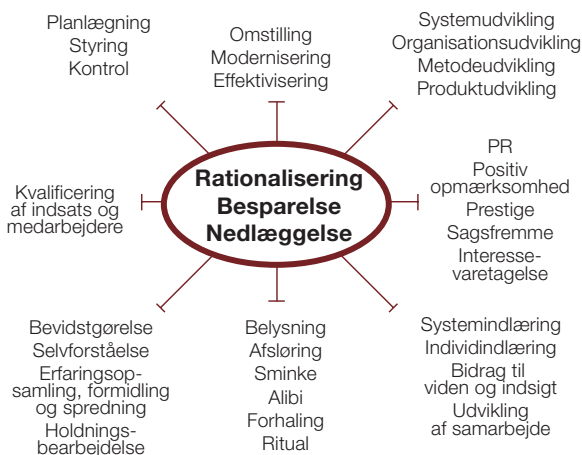 Planlægning
Styring
Kontrol
Omstilling
Modernisering
Effektivisering
Systemudvikling
Organisationsudvikling
Metodeudvikling
Produktudvikling
Kvalificering
af indsats og
medarbejdere
Rationalisering
Besparelse
Nedlæggelse
PR
Positiv
opmærksomhed
Prestige
Sagsfremme
Interesse-
varetagelse
Bevidstgørelse
Selvforståelse
Erfaringsop-
samling, formidling
og spredning
Holdnings-
bearbejdelse
Belysning
Afsløring
Sminke
Alibi
Forhaling
Ritual
Systemindlæring
Individindlæring
Bidrag til
viden og indsigt
Udvikling
af samarbejde